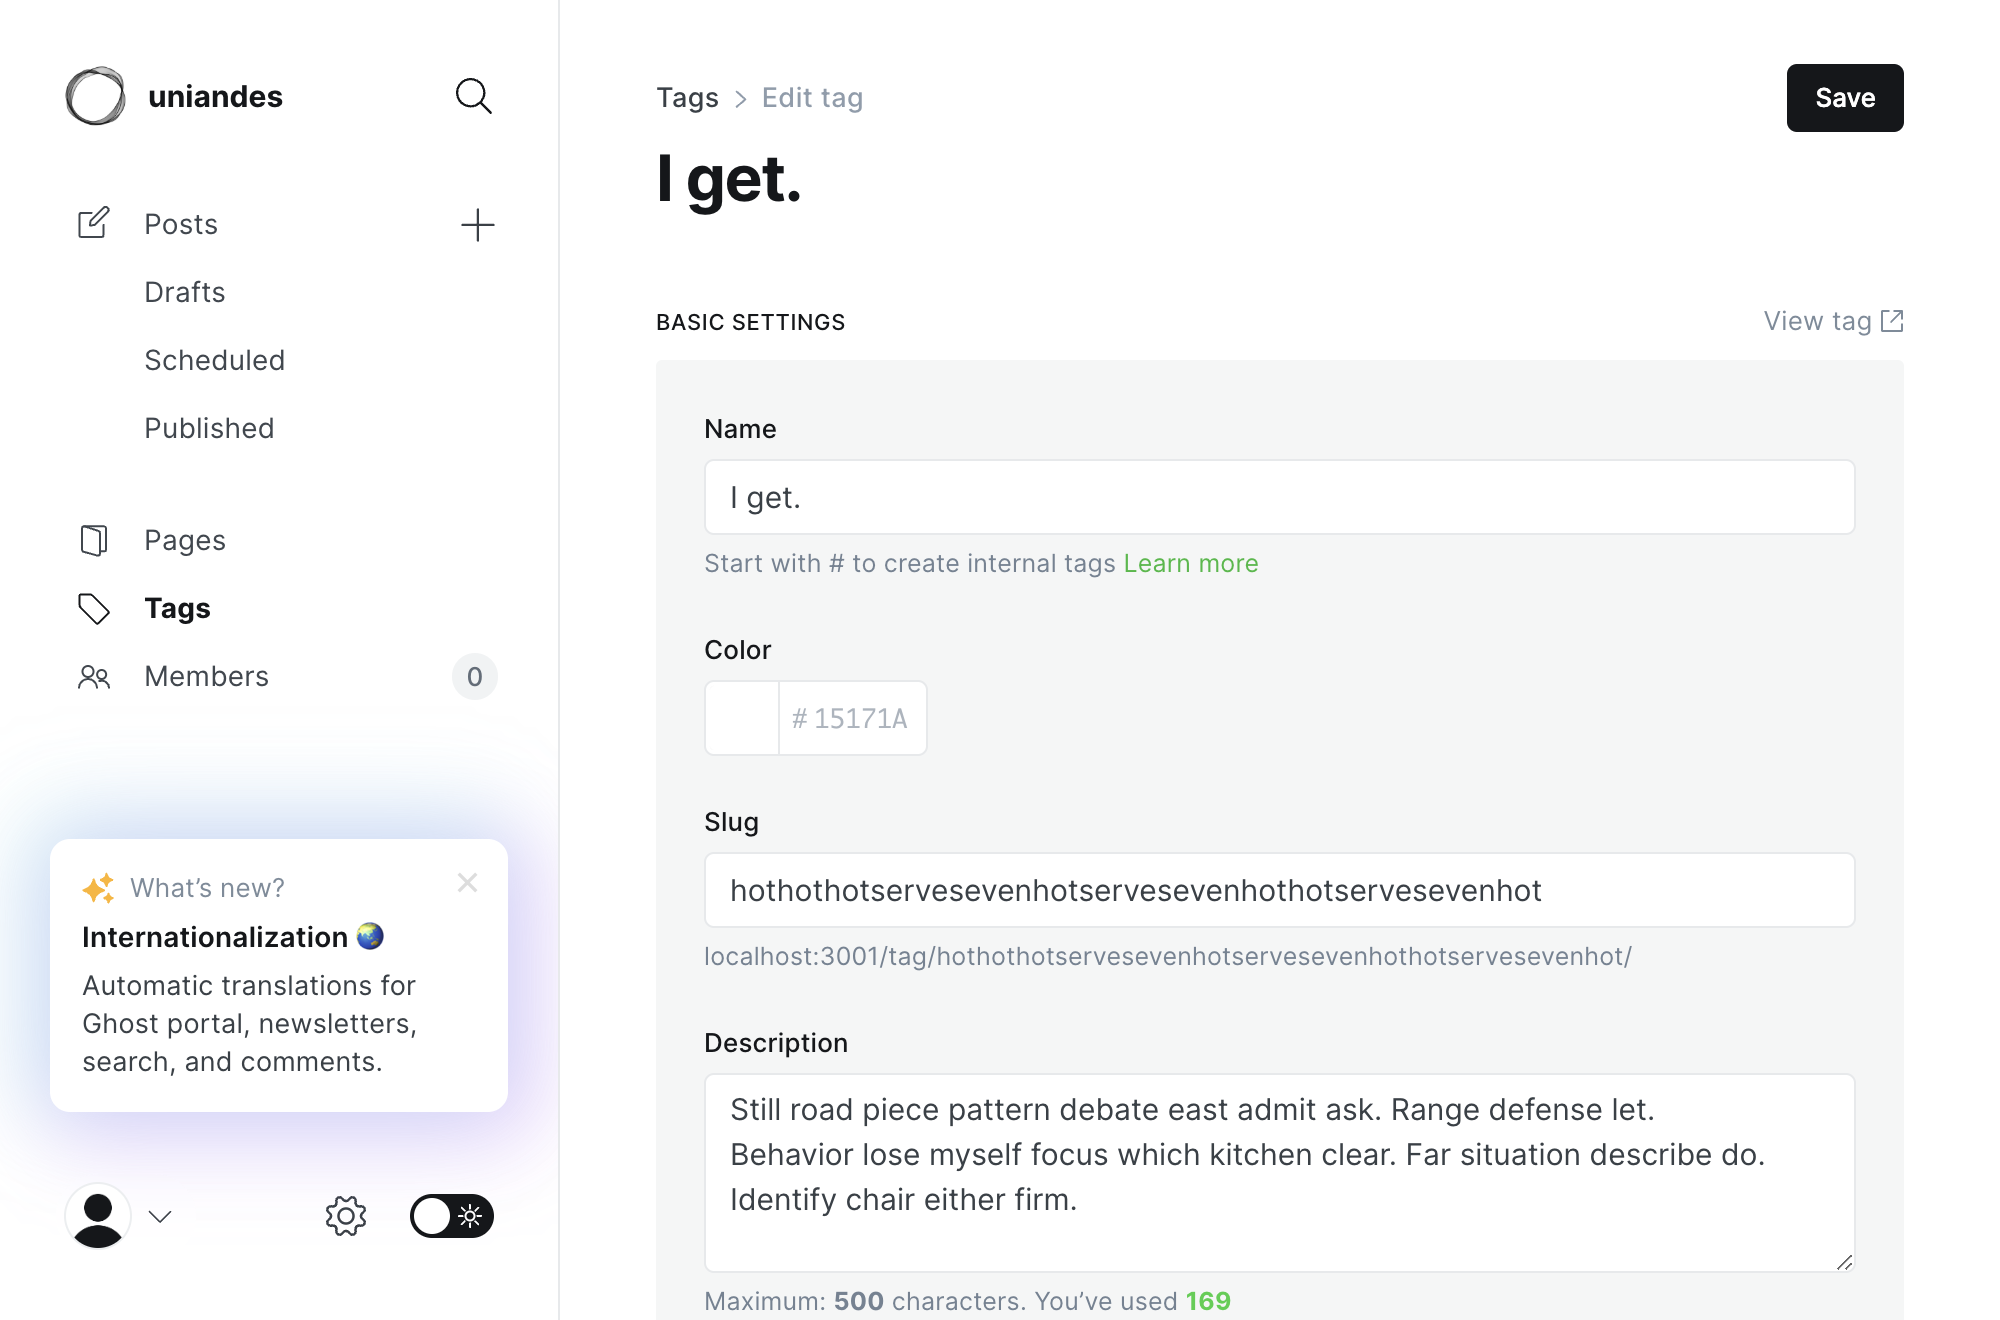 uniandes
Posts
Drafts
Scheduled
Published
Pages
Tags
Members
0
What’s new?
Internationalization
Automatic translations for
Ghost portal, newsletters,
search, and comments.
Tags > Edit tag
Save
I get.
BASIC SETTINGS
View tag
Name
I get.
Start with # to create internal tags Learn more
Color
# 15171A
Slug
hothothotservesevenhotservesevenhothotservesevenhot
localhost:3001/tag/hothothotservesevenhotservesevenhothotservesevenhot/
Description
Still road piece pattern debate east admit ask. Range defense let.
Behavior lose myself focus which kitchen clear. Far situation describe do.
Identify chair either firm.
Maximum: 500 characters. You’ve used 169